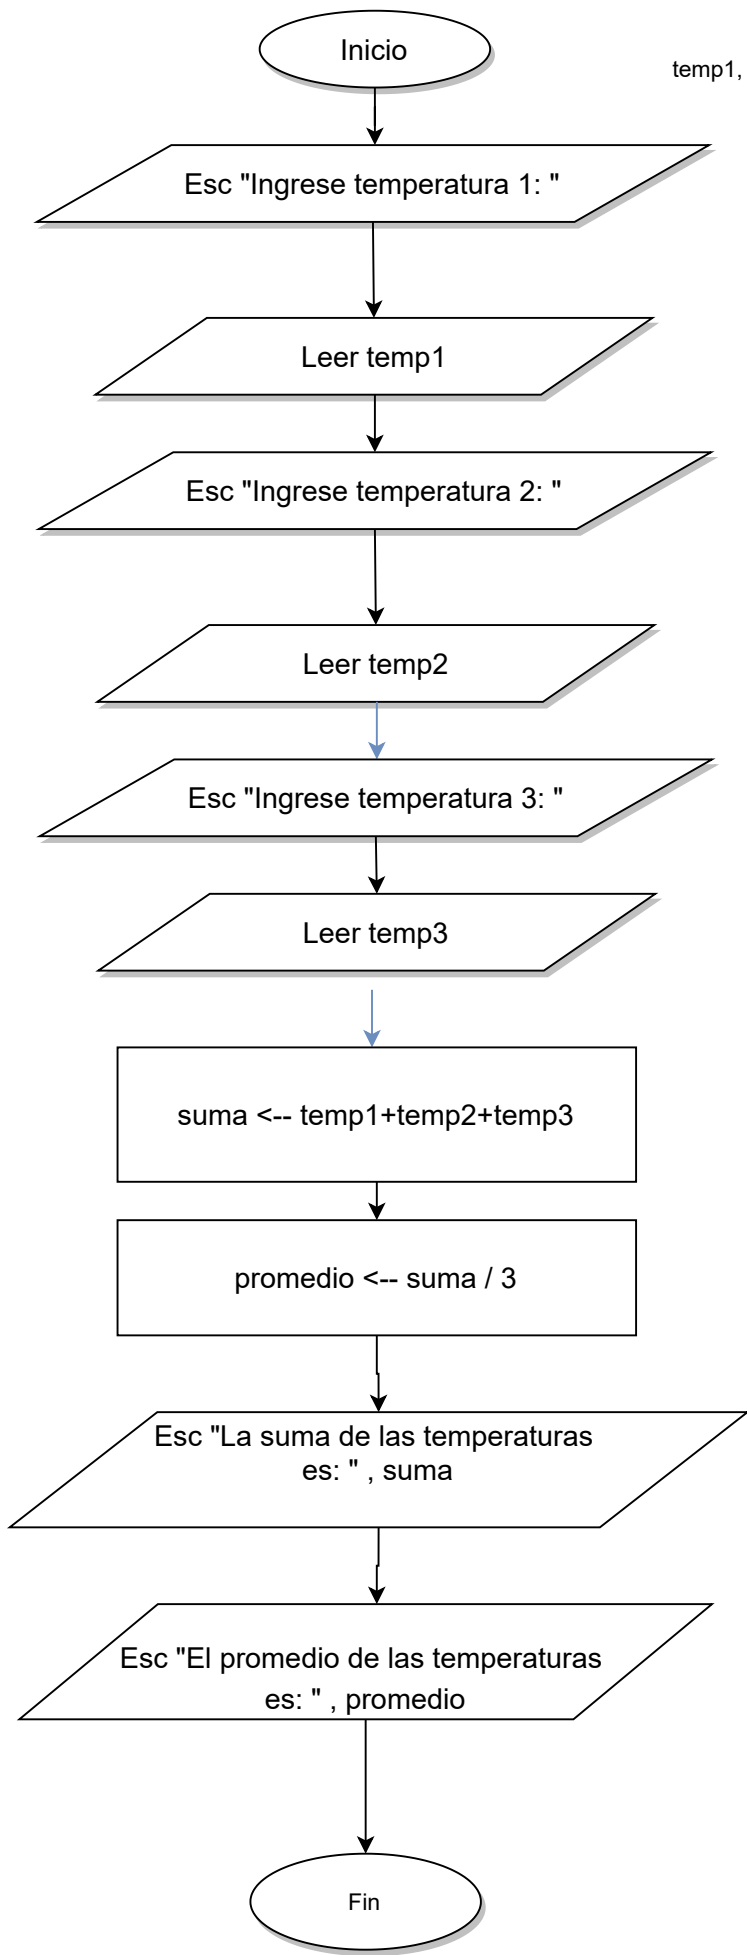 Inicio
temp1,
Esc "Ingrese temperatura 1: "
Leer temp1
Esc "Ingrese temperatura 2: "
Leer temp2
Esc "Ingrese temperatura 3: "
Leer temp3
suma <-- temp1+temp2+temp3
promedio <-- suma / 3
Esc "La suma de las temperaturas
es: " , suma
Esc "El promedio de las temperaturas
es: " , promedio
Fin